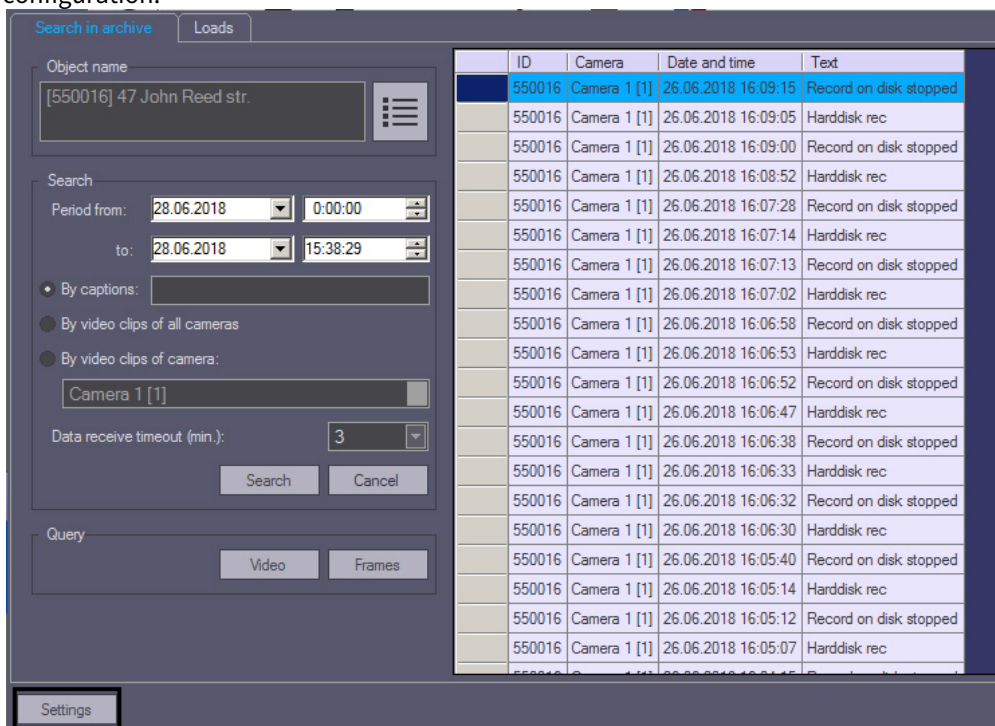 configuration.
Search in archive Loads
Object name
[550016] 47 John Reed str.
Search
Period from: 28.06.2018 0:00:00
to: 28.06.2018 15:38:29
By captions:
By video clips of all cameras
By video clips of camera:
Camera 1 [1]
Data receive timeout (min.): 3
Search Cancel
Query
Video Frames
ID Camera Date and time Text
550016 Camera 1 [1] 26.06.2018 16:09:15 Record on disk stopped
550016 Camera 1 [1] 26.06.2018 16:09:05 Harddisk rec
550016 Camera 1 [1] 26.06.2018 16:09:00 Record on disk stopped
550016 Camera 1 [1] 26.06.2018 16:08:52 Harddisk rec
550016 Camera 1 [1] 26.06.2018 16:07:28 Record on disk stopped
550016 Camera 1 [1] 26.06.2018 16:07:14 Harddisk rec
550016 Camera 1 [1] 26.06.2018 16:07:13 Record on disk stopped
550016 Camera 1 [1] 26.06.2018 16:07:02 Harddisk rec
550016 Camera 1 [1] 26.06.2018 16:06:58 Record on disk stopped
550016 Camera 1 [1] 26.06.2018 16:06:53 Harddisk rec
550016 Camera 1 [1] 26.06.2018 16:06:52 Record on disk stopped
550016 Camera 1 [1] 26.06.2018 16:06:47 Harddisk rec
550016 Camera 1 [1] 26.06.2018 16:06:38 Record on disk stopped
550016 Camera 1 [1] 26.06.2018 16:06:33 Harddisk rec
550016 Camera 1 [1] 26.06.2018 16:06:32 Record on disk stopped
550016 Camera 1 [1] 26.06.2018 16:06:30 Harddisk rec
550016 Camera 1 [1] 26.06.2018 16:05:40 Record on disk stopped
550016 Camera 1 [1] 26.06.2018 16:05:14 Harddisk rec
550016 Camera 1 [1] 26.06.2018 16:05:12 Record on disk stopped
550016 Camera 1 [1] 26.06.2018 16:05:07 Harddisk rec
Settings